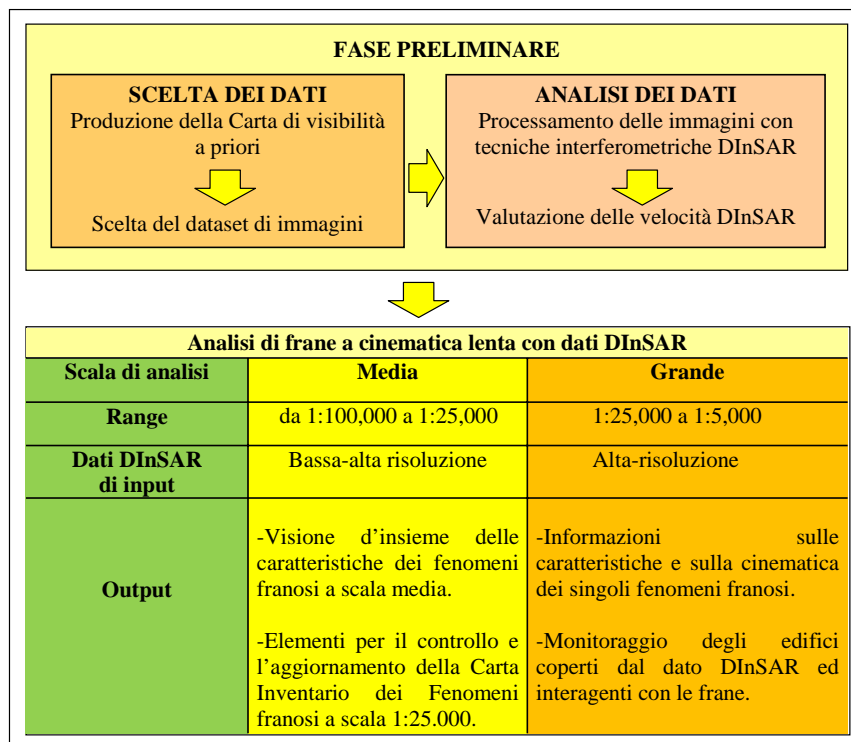 FASE PRELIMINARE
SCELTA DEI DATI
Produzione della Carta di visibilità
a priori
Scelta del dataset di immagini
ANALISI DEI DATI
Processamento delle immagini con
tecniche interferometriche DInSAR
Valutazione delle velocità DInSAR
Analisi di frane a cinematica lenta con dati DInSAR
Scala di analisi
Media
Grande
Range
da 1:100,000 a 1:25,000
1:25,000 a 1:5,000
Dati DInSAR
di input
Bassa-alta risoluzione
Alta-risoluzione
Output
-Visione d’insieme delle
caratteristiche dei fenomeni
franosi a scala media.
-Elementi per il controllo e
l’aggiornamento della Carta
Inventario dei Fenomeni
franosi a scala 1:25.000.
-Informazioni sulle
caratteristiche e sulla cinematica
dei singoli fenomeni franosi.
-Monitoraggio degli edifici
coperti dal dato DInSAR ed
interagenti con le frane.